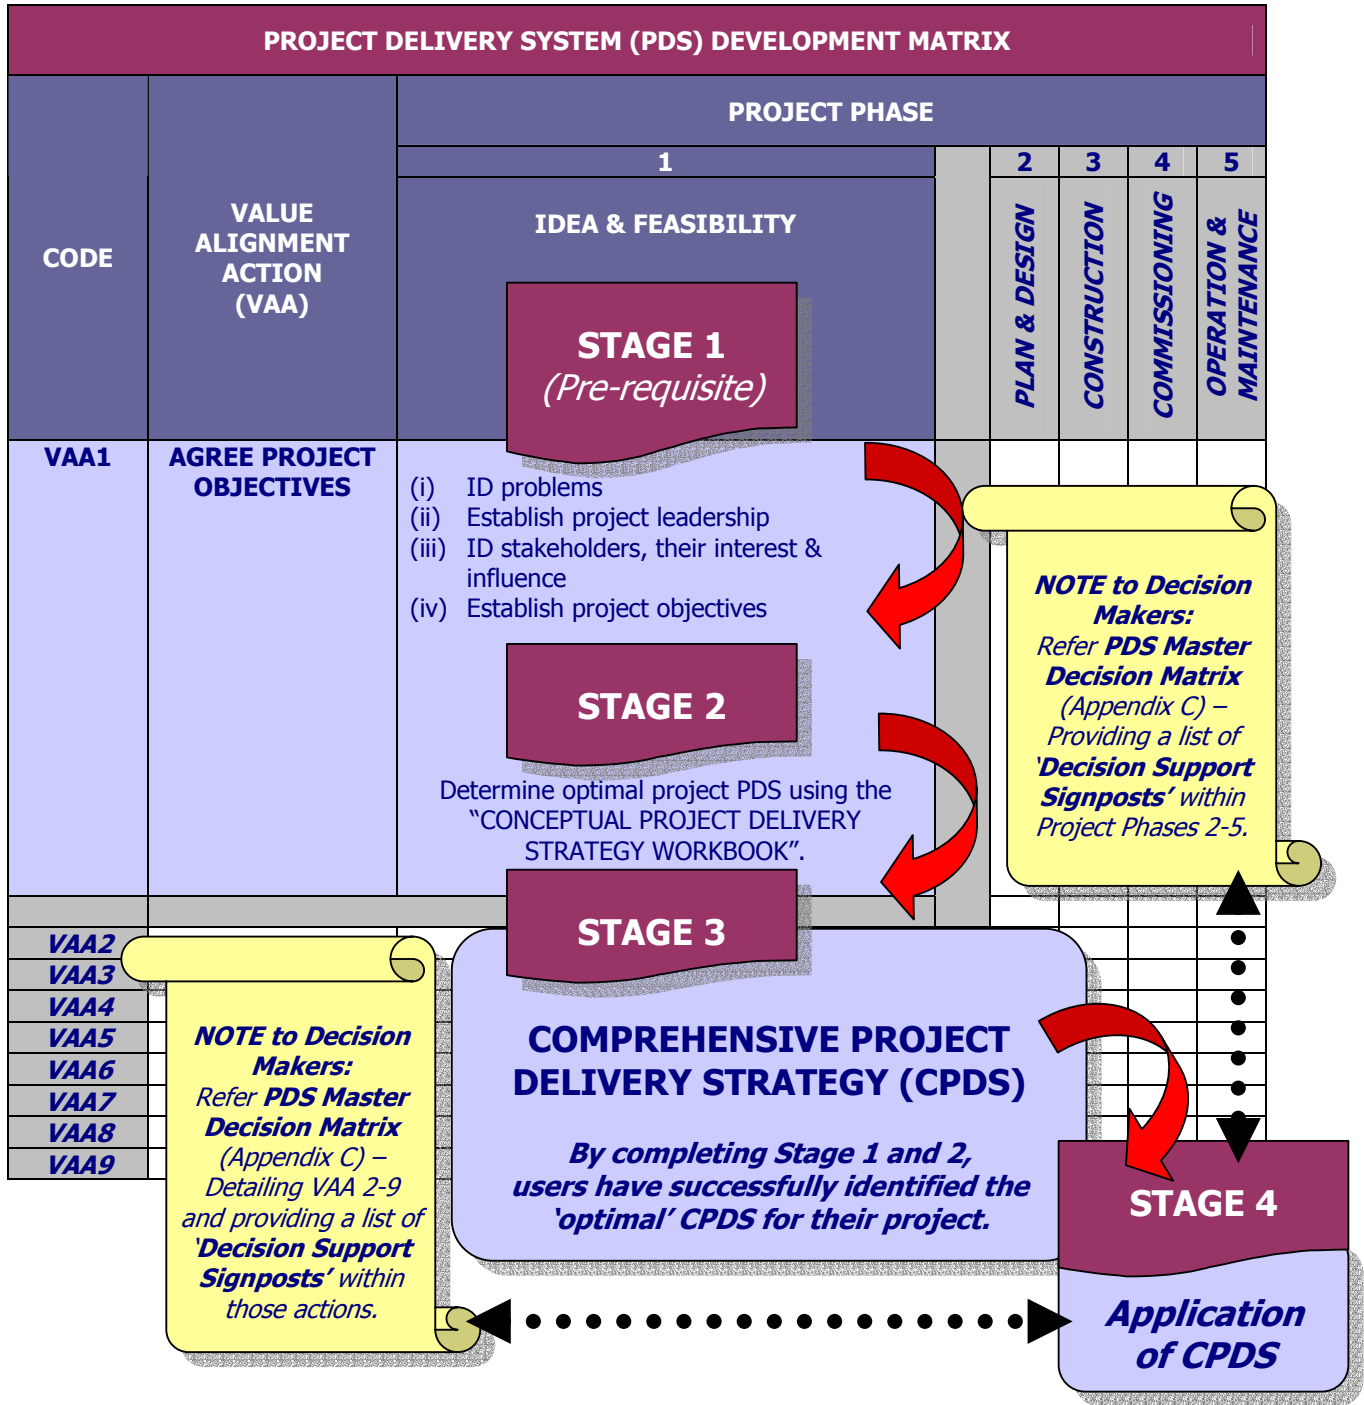 PROJECT DELIVERY SYSTEM (PDS) DEVELOPMENT MATRIX
CODE
VALUE
ALIGNMENT
ACTION
(VAA)
PROJECT PHASE
1
2
3
4
5
IDEA & FEASIBILITY
PLAN & DESIGN
CONSTRUCTION
COMMISSIONING
OPERATION &
MAINTENANCE
STAGE 1
(Pre-requisite)
VAA1
AGREE PROJECT
OBJECTIVES
(i) ID problems
(ii) Establish project leadership
(iii) ID stakeholders, their interest &
influence
(iv) Establish project objectives
STAGE 2
Determine optimal project PDS using the
“CONCEPTUAL PROJECT DELIVERY
STRATEGY WORKBOOK”.
NOTE to Decision
Makers:
Refer PDS Master
Decision Matrix
(Appendix C) –
Providing a list of
‘Decision Support
Signposts’ within
Project Phases 2-5.
STAGE 3
VAA2
VAA3
VAA4
VAA5
VAA6
VAA7
VAA8
VAA9
NOTE to Decision
Makers:
Refer PDS Master
Decision Matrix
(Appendix C) –
Detailing VAA 2-9
and providing a list of
‘Decision Support
Signposts’ within
those actions.
COMPREHENSIVE PROJECT
DELIVERY STRATEGY (CPDS)
By completing Stage 1 and 2,
users have successfully identified the
‘optimal’ CPDS for their project.
STAGE 4
Application
of CPDS